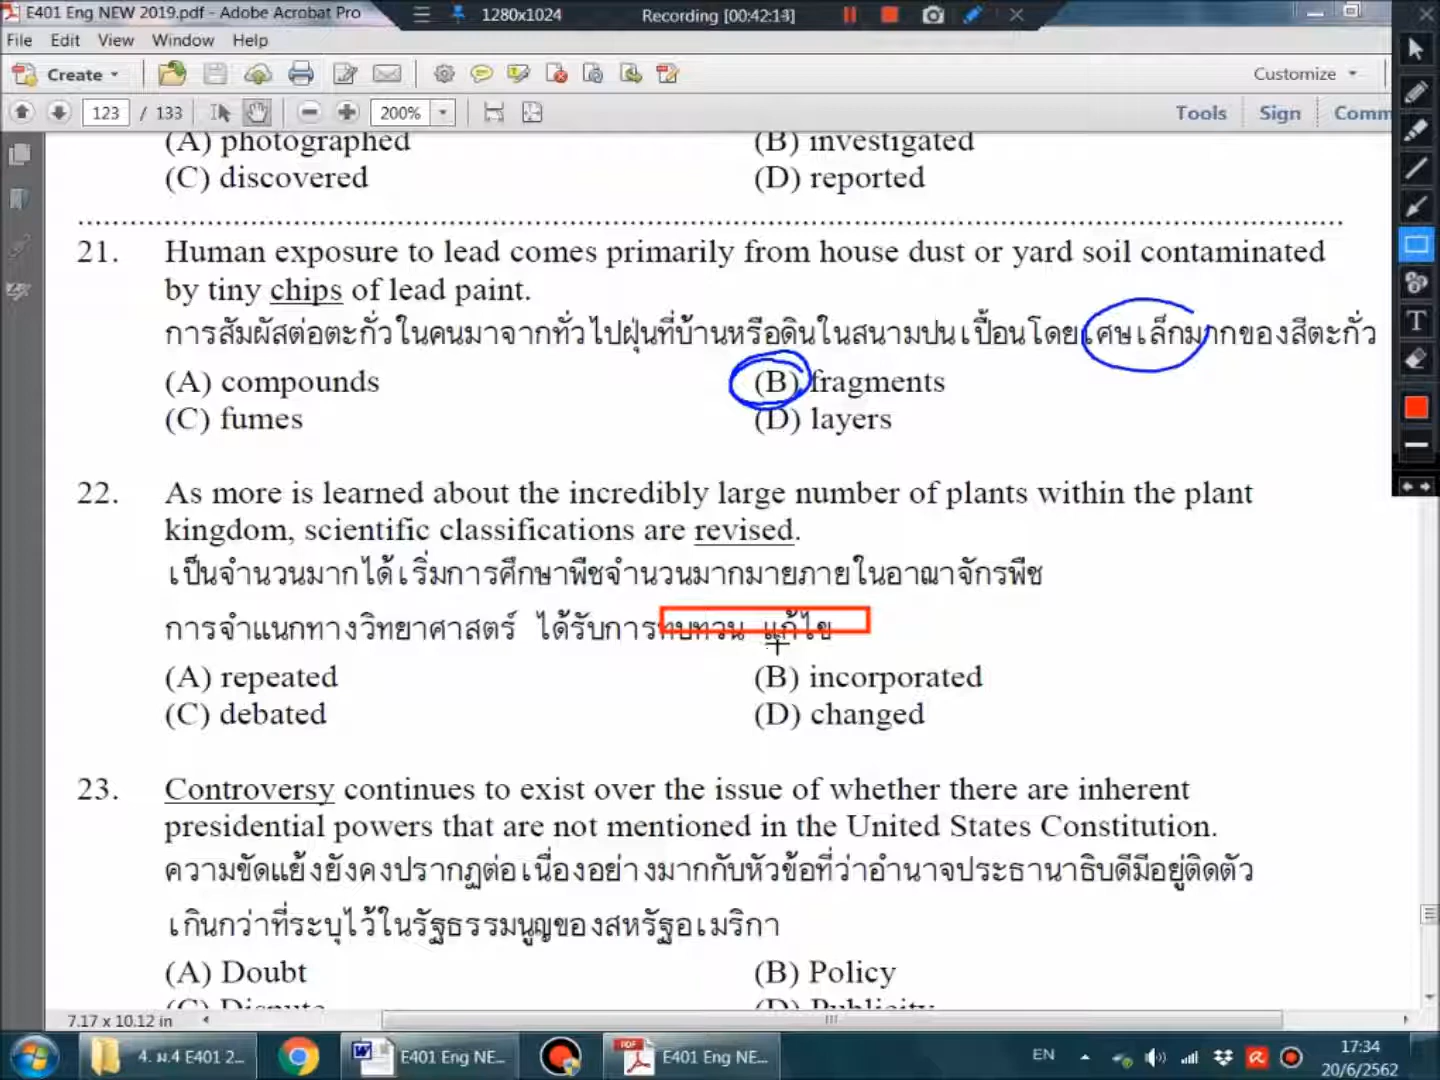 E401 Eng NEW 2019.pdf - Adobe Acrobat Pro
1280x1024
Recording [00:42:13]
File Edit View Window Help
Create
Customize
123 / 133
200%
Tools Sign Comm
(A) photographed (B) investigated
(C) discovered (D) reported
21. Human exposure to lead comes primarily from house dust or yard soil contaminated
by tiny chips of lead paint.
การสัมผัสต่อตะกั่วในคนมาจากทั่วไปฝุ่นที่บ้านหรือดินในสนามปนเปื้อนโดยเศษเล็กมากของสีตะกั่ว
(A) compounds (B) fragments
(C) fumes (D) layers
22. As more is learned about the incredibly large number of plants within the plant
kingdom, scientific classifications are revised.
เป็นจำนวนมากได้เริ่มการศึกษาพืชจำนวนมากมายภายในอาณาจักรพืช
การจำแนกทางวิทยาศาสตร์ ได้รับการทบทวน แก้ไข
(A) repeated (B) incorporated
(C) debated (D) changed
23. Controversy continues to exist over the issue of whether there are inherent
presidential powers that are not mentioned in the United States Constitution.
ความขัดแย้งยังคงปรากฏต่อเนื่องอย่างมากกับหัวข้อที่ว่าอำนาจประธานาธิบดีมีอยู่ติดตัว
เกินกว่าที่ระบุไว้ในรัฐธรรมนูญของสหรัฐอเมริกา
(A) Doubt (B) Policy
(C) Dispute (D) Publicity
7.17 x 10.12 in
4. ม.4 E401 2... E401 Eng NE... E401 Eng NE... EN 17:34
20/6/2562